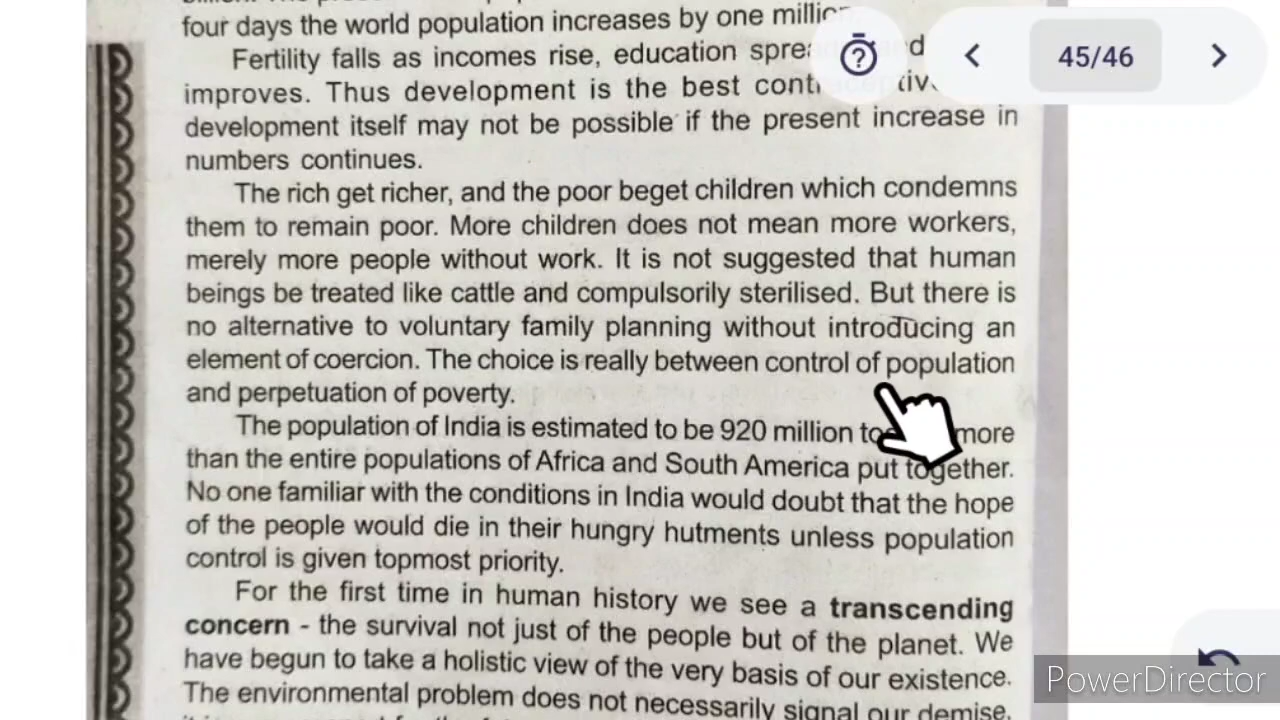 four days the world population increases by one
45/46
Fertility falls as incomes rise, education
improves. Thus development is the best
development itself may not be possible if the present increase in
numbers continues.
The rich get richer, and the poor beget children which condemns
them to remain poor. More children does not mean more workers,
merely more people without work. It is not suggested that human
beings be treated like cattle and compulsorily sterilised. But there is
no alternative to voluntary family planning without introducing an
element of coercion. The choice is really between control of population
and perpetuation of poverty.
The population of India is estimated to be 920 million more
than the entire populations of Africa and South America put together.
No one familiar with the conditions in India would doubt that the hope
of the people would die in their hungry hutments unless population
control is given topmost priority.
For the first time in human history we see a transcending
concern - the survival not just of the people but of the planet. We
have begun to take a holistic view of the very basis of our existence.
The environmental problem does not necessarily signal our demise,
PowerDirector